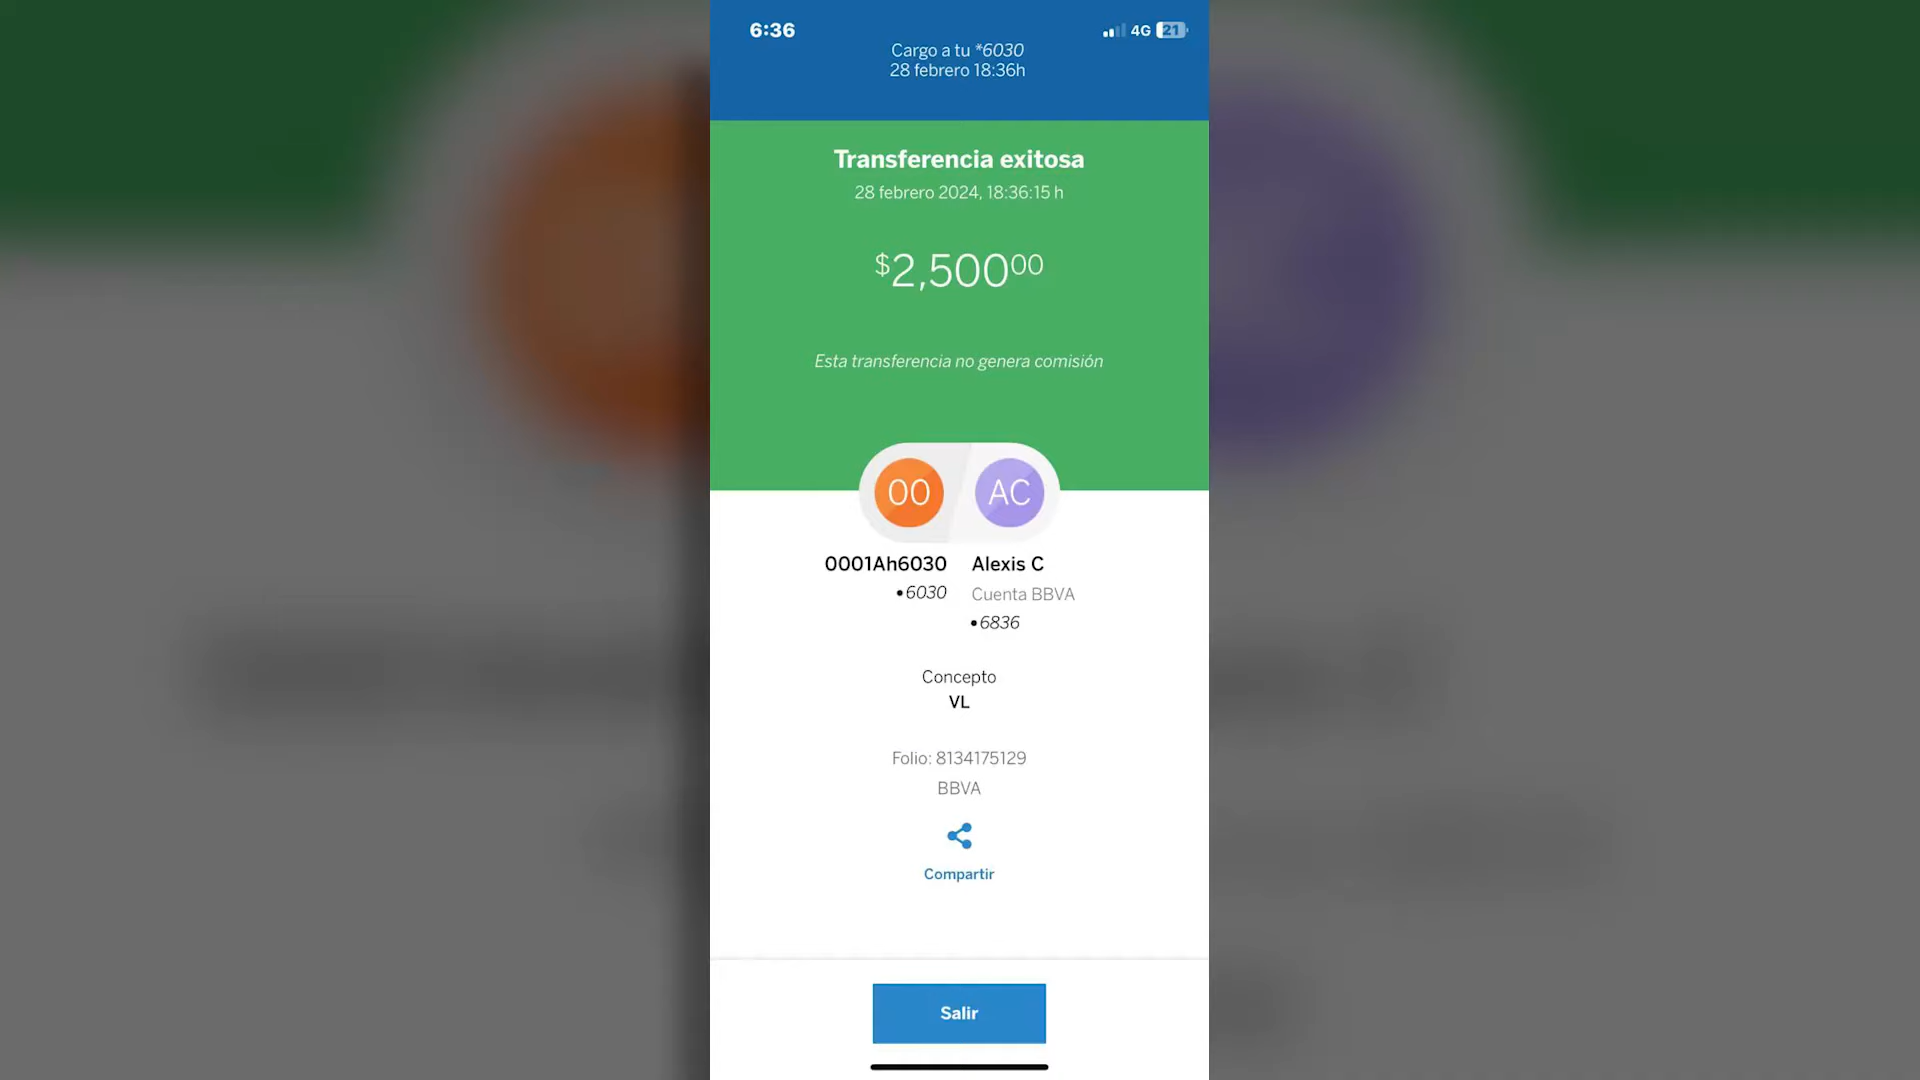 6:36
4G 21
Cargo a tu *6030
28 febrero 18:36h
Transferencia exitosa
28 febrero 2024, 18:36:15 h
$2,50000
Esta transferencia no genera comisión
00 AC
0001Ah6030 Alexis C
•6030 Cuenta BBVA
•6836
Concepto
VL
Folio: 8134175129
BBVA
Compartir
Salir